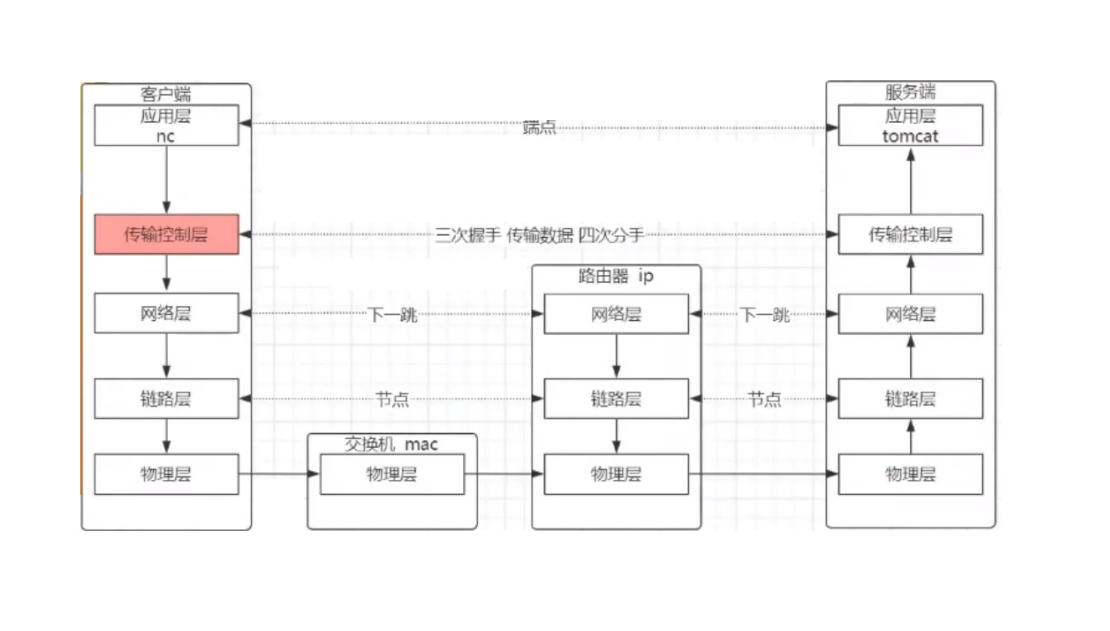 客户端
服务端
应用层
nc
端点
应用层
tomcat
传输控制层
三次握手 传输数据 四次分手
传输控制层
路由器 ip
网络层
下一跳
网络层
下一跳
网络层
链路层
节点
链路层
节点
链路层
交换机 mac
物理层
物理层
物理层
物理层